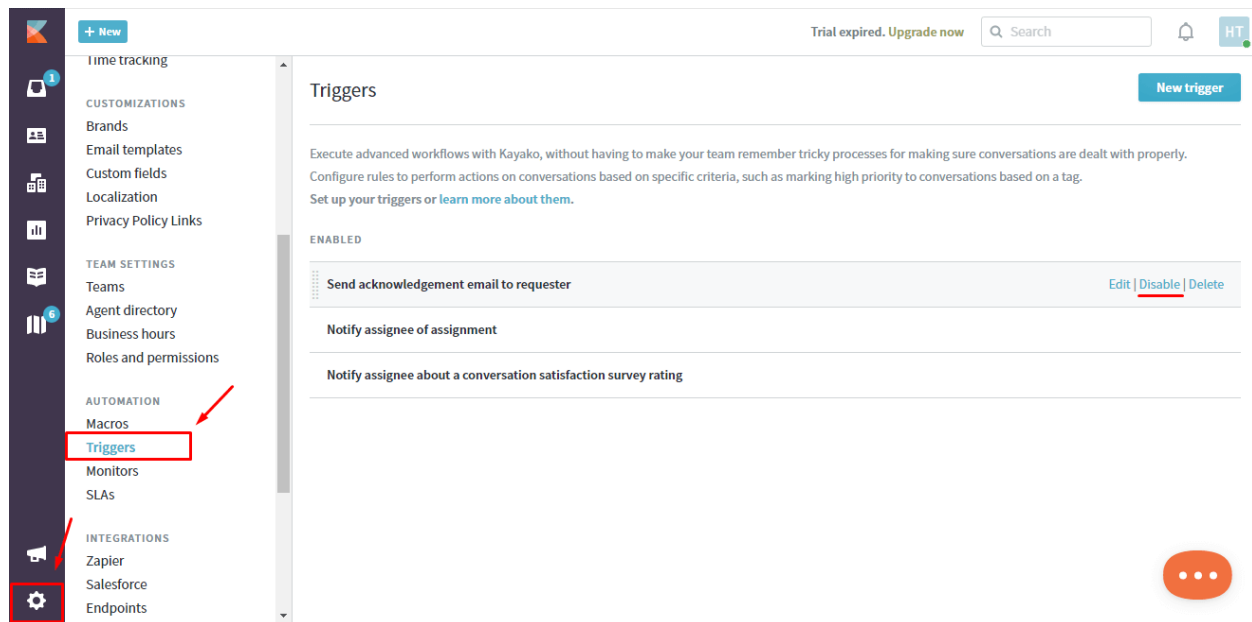 + New
Trial expired. Upgrade now
Search
HT
1
6
Time tracking
CUSTOMIZATIONS
Brands
Email templates
Custom fields
Localization
Privacy Policy Links
TEAM SETTINGS
Teams
Agent directory
Business hours
Roles and permissions
AUTOMATION
Macros
Triggers
Monitors
SLAs
INTEGRATIONS
Zapier
Salesforce
Endpoints
Triggers
New trigger
Execute advanced workflows with Kayako, without having to make your team remember tricky processes for making sure conversations are dealt with properly.
Configure rules to perform actions on conversations based on specific criteria, such as marking high priority to conversations based on a tag.
Set up your triggers or learn more about them.
ENABLED
Send acknowledgement email to requester
Edit | Disable | Delete
Notify assignee of assignment
Notify assignee about a conversation satisfaction survey rating